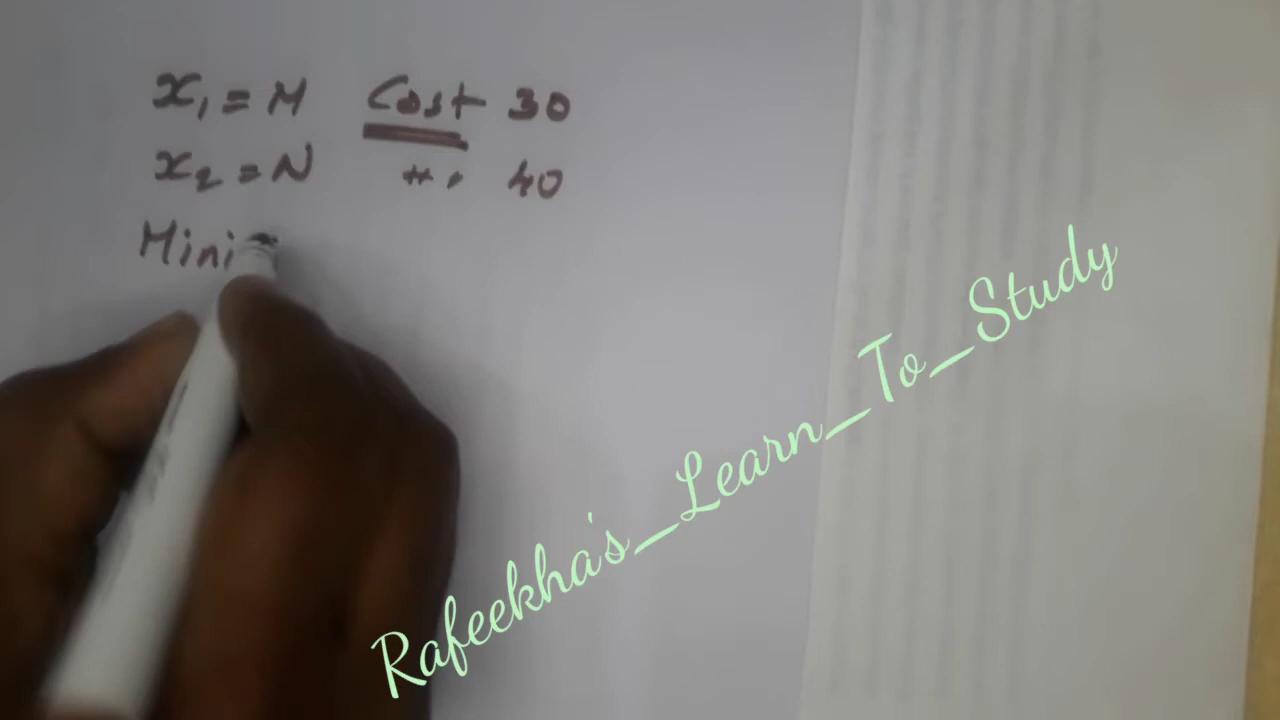 x₁ = M Cost 30
x₂ = N 〃 40
Mini
Rafeekha's_Learn_To_Study